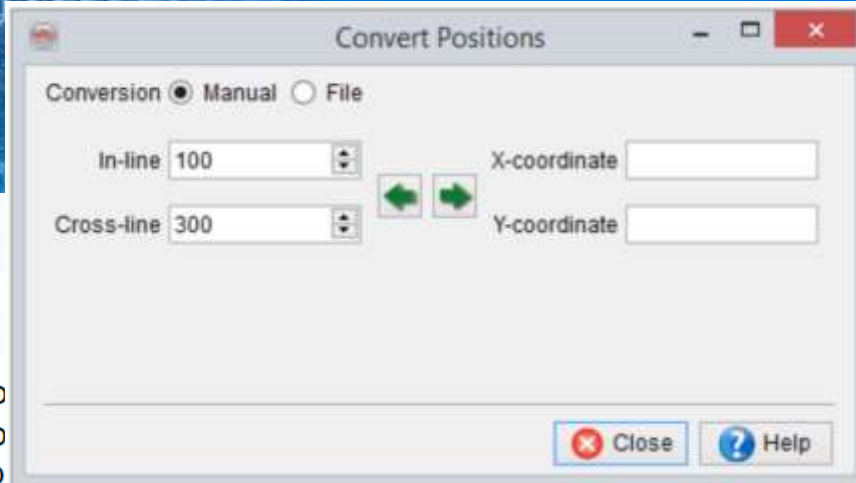 Convert Positions
Conversion Manual File
In-line 100 X-coordinate
Cross-line 300 Y-coordinate
Close Help